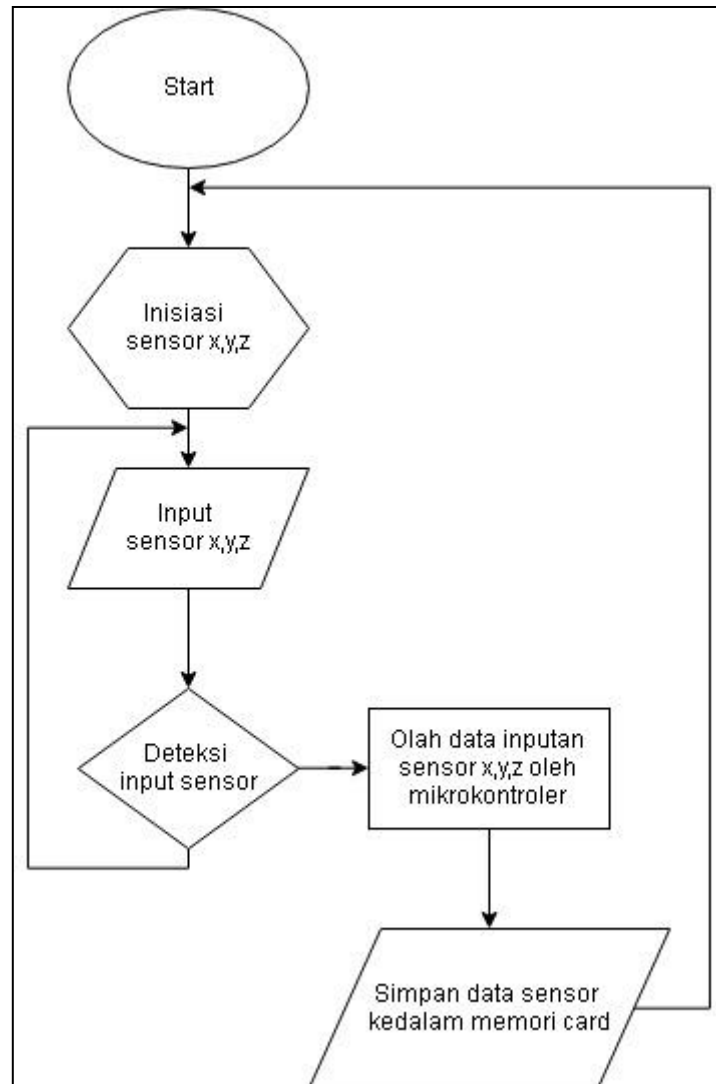 Start
Inisiasi
sensor x,y,z
Input
sensor x,y,z
Deteksi
input sensor
Olah data inputan
sensor x,y,z oleh
mikrokontroler
Simpan data sensor
kedalam memori card